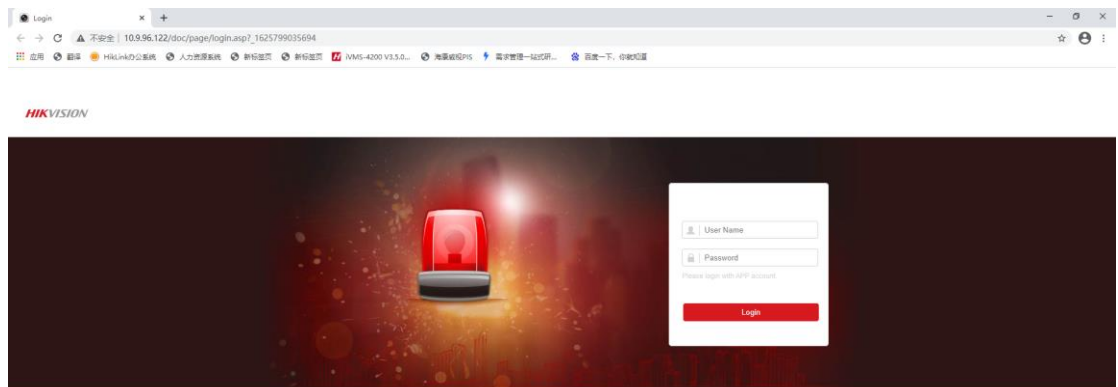 Login
不安全 | 10.9.96.122/doc/page/login.asp?_1625799035694
应用 翻译 HikLink办公系统 人力资源系统 新标签页 新标签页 iVMS-4200 V3.5.0... 海康威视PIS 需求管理一站式研... 百度一下，你就知道
HIKVISION
User Name
Password
Please login with APP account
Login